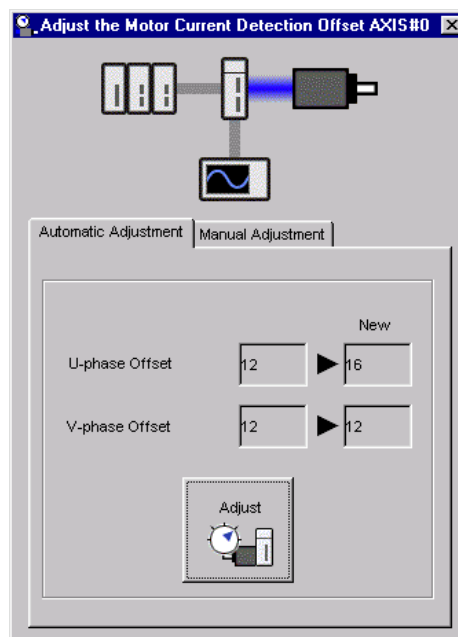 Adjust the Motor Current Detection Offset AXIS#0
Automatic Adjustment Manual Adjustment
New
U-phase Offset 12 16
V-phase Offset 12 12
Adjust